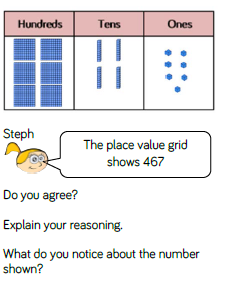 Hundreds Tens Ones
Steph
The place value grid
shows 467
Do you agree?
Explain your reasoning.
What do you notice about the number
shown?